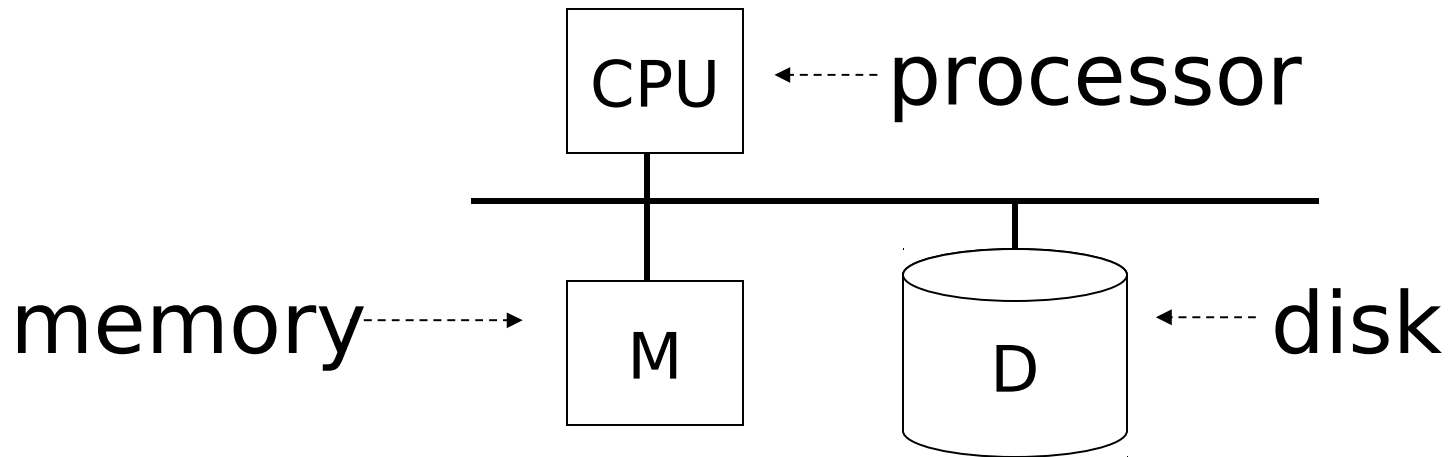 CPU
processor
memory
M
D
disk